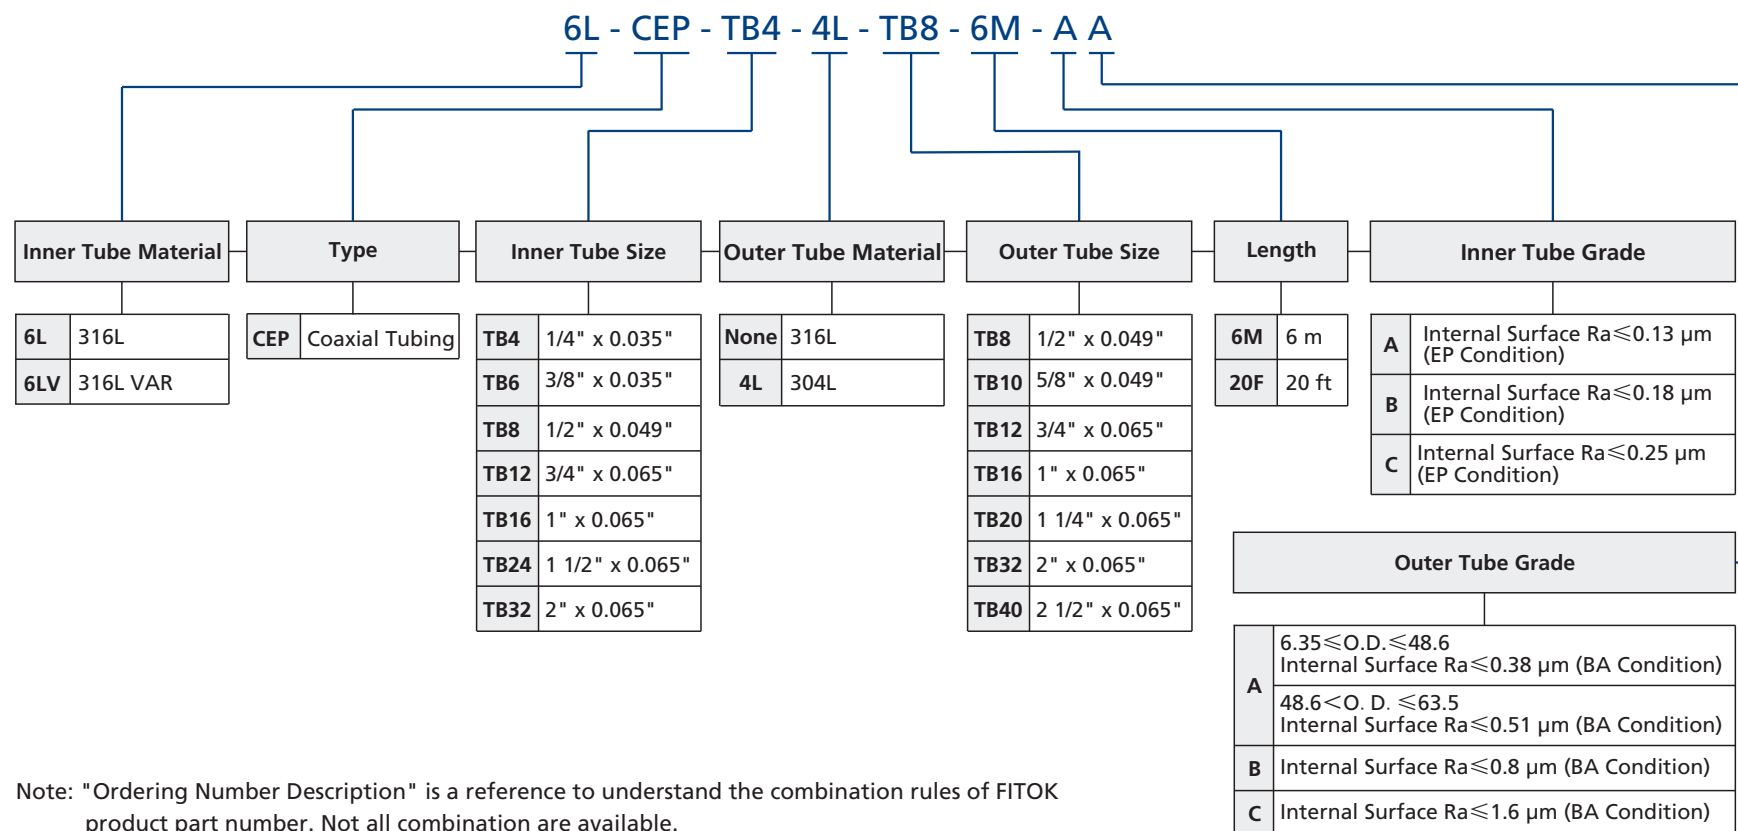 6L - CEP - TB4 - 4L - TB8 - 6M - A A
Inner Tube Material
6L 316L
6LV 316L VAR
Type
CEP Coaxial Tubing
Inner Tube Size
TB4 1/4" x 0.035"
TB6 3/8" x 0.035"
TB8 1/2" x 0.049"
TB12 3/4" x 0.065"
TB16 1" x 0.065"
TB24 1 1/2" x 0.065"
TB32 2" x 0.065"
Outer Tube Material
None 316L
4L 304L
Outer Tube Size
TB8 1/2" x 0.049"
TB10 5/8" x 0.049"
TB12 3/4" x 0.065"
TB16 1" x 0.065"
TB20 1 1/4" x 0.065"
TB32 2" x 0.065"
TB40 2 1/2" x 0.065"
Length
6M 6 m
20F 20 ft
Inner Tube Grade
A Internal Surface Ra≤0.13 μm
(EP Condition)
B Internal Surface Ra≤0.18 μm
(EP Condition)
C Internal Surface Ra≤0.25 μm
(EP Condition)
Outer Tube Grade
A
6.35≤O.D.≤48.6
Internal Surface Ra≤0.38 μm (BA Condition)
48.6<O. D. ≤63.5
Internal Surface Ra≤0.51 μm (BA Condition)
B Internal Surface Ra≤0.8 μm (BA Condition)
C Internal Surface Ra≤1.6 μm (BA Condition)
Note: "Ordering Number Description" is a reference to understand the combination rules of FITOK
product part number. Not all combination are available.